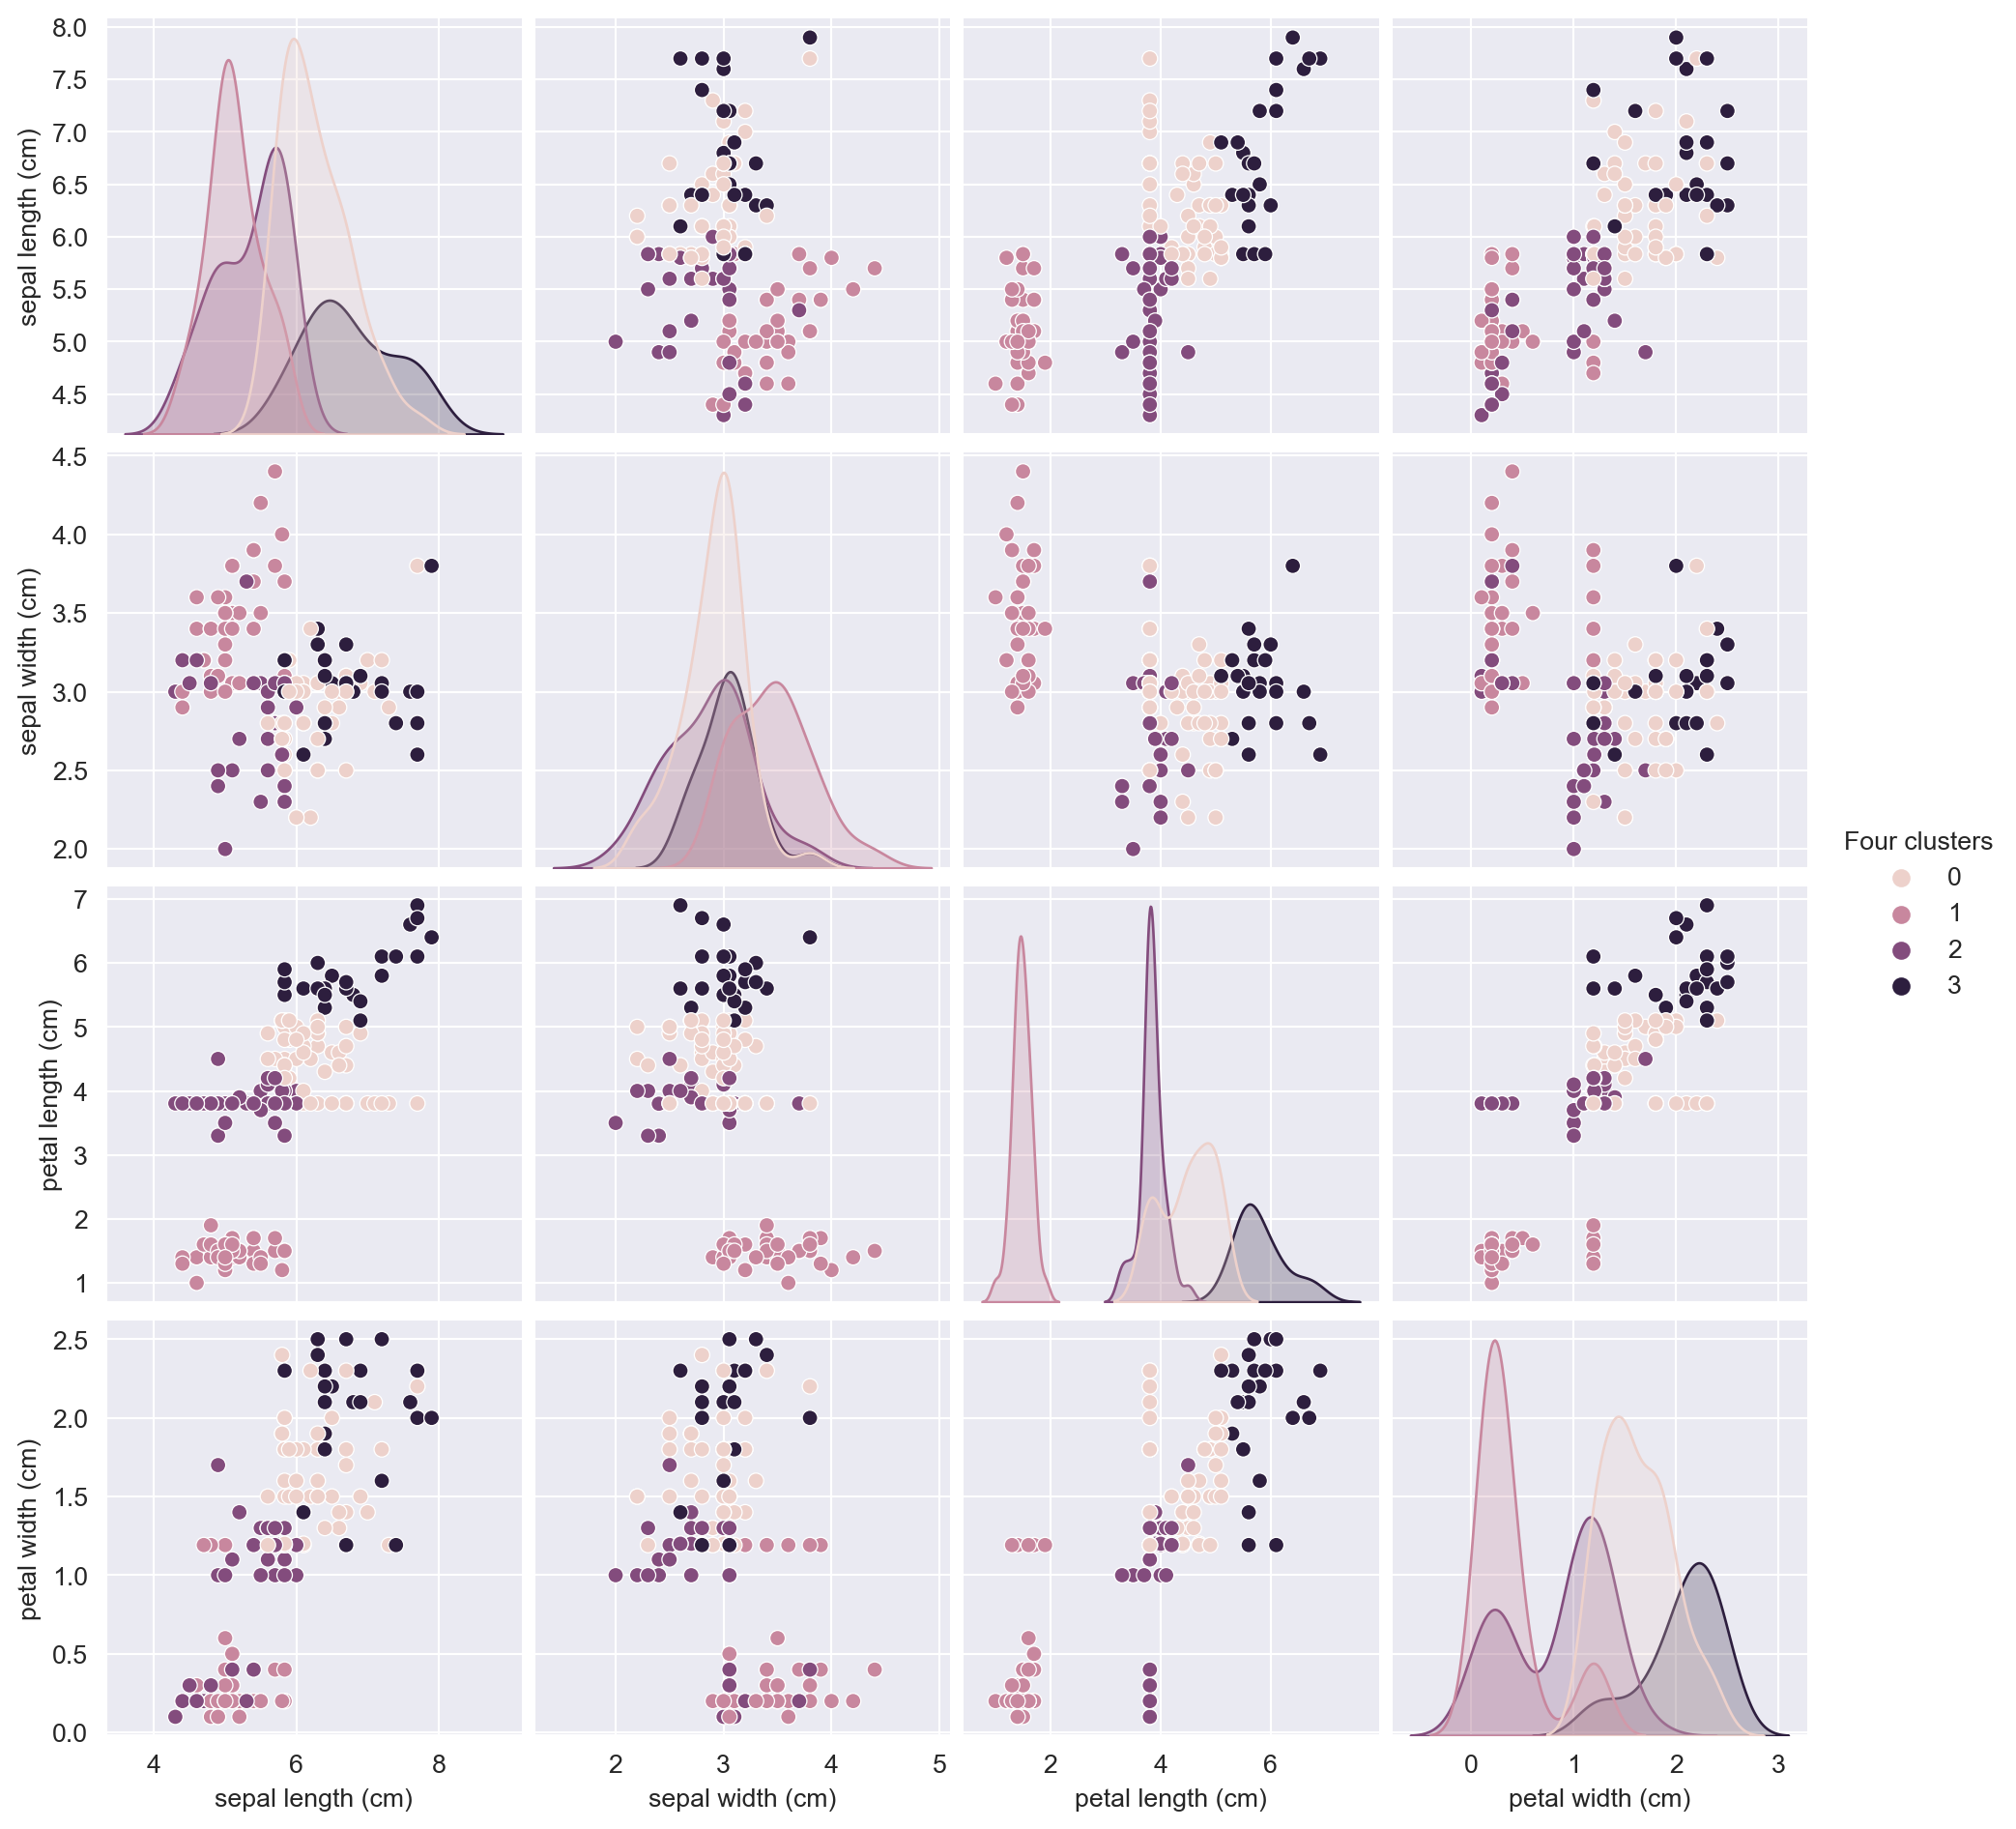 8.0
7.5
7.0
6.5
6.0
5.5
5.0
4.5
sepal length (cm)
4.5
4.0
3.5
3.0
2.5
2.0
sepal width (cm)
Four clusters
0
1
2
3
7
6
5
4
3
2
1
petal length (cm)
2.5
2.0
1.5
1.0
0.5
0.0
petal width (cm)
4 6 8
2 3 4 5
2 4 6
0 1 2 3
sepal length (cm)
sepal width (cm)
petal length (cm)
petal width (cm)